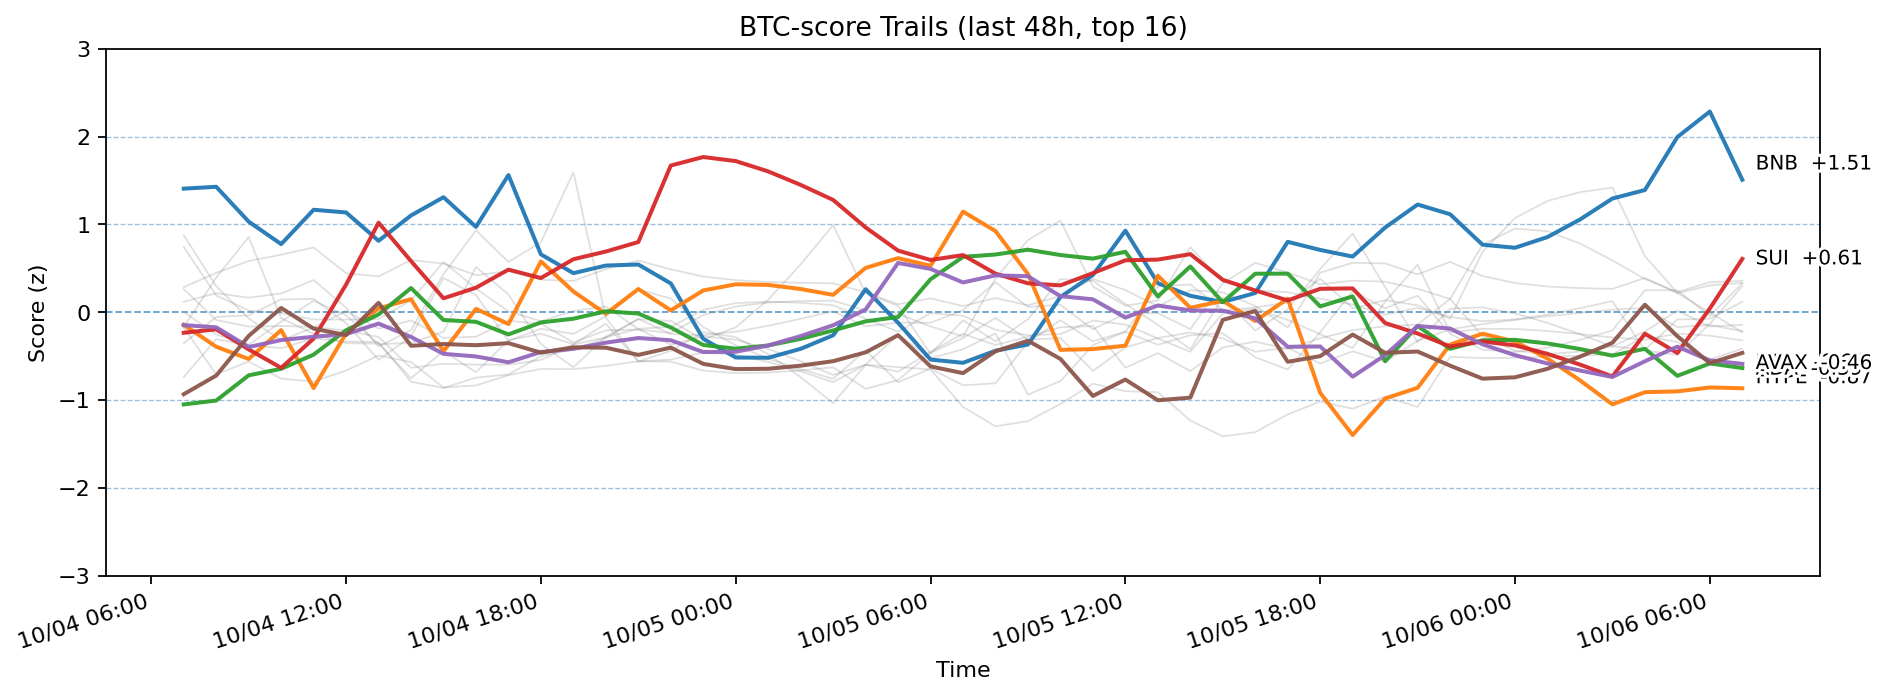 BTC-score Trails (last 48h, top 16)
3
2
1
0
−1
−2
−3
Score (z)
BNB +1.51
SUI +0.61
AVAX -0.46
HYPE -0.87
10/04 06:00
10/04 12:00
10/04 18:00
10/05 00:00
10/05 06:00
10/05 12:00
10/05 18:00
10/06 00:00
10/06 06:00
Time